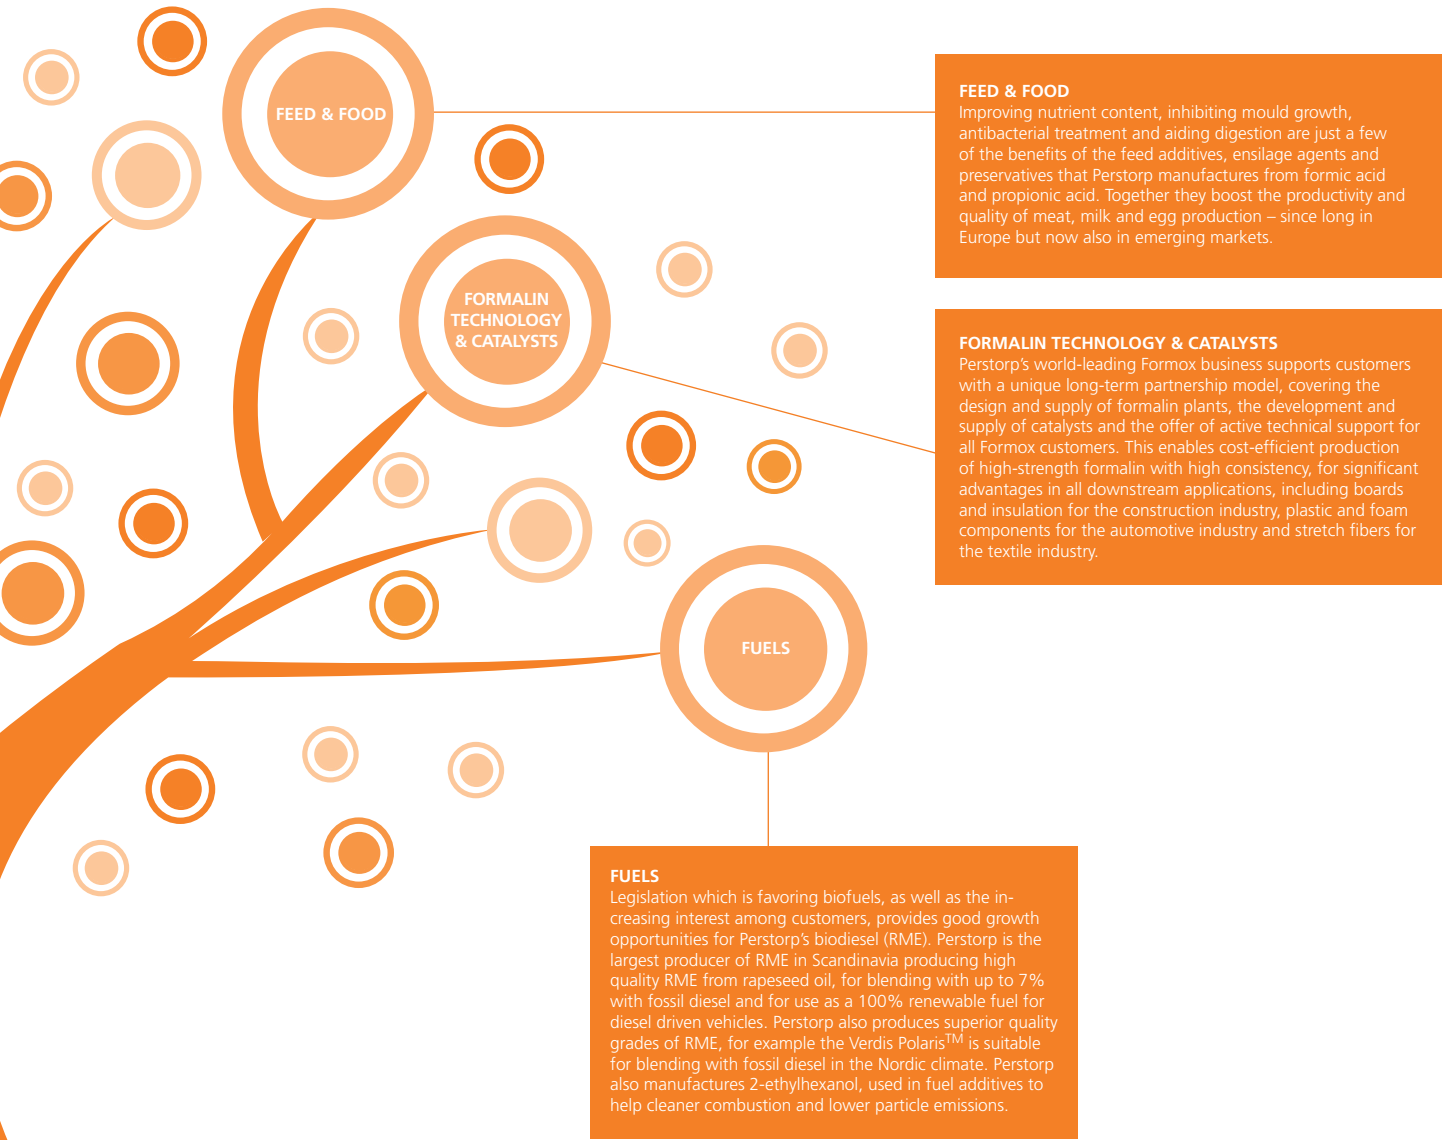 FEED & FOOD
FORMALIN
TECHNOLOGY
& CATALYSTS
FUELS
FEED & FOOD
Improving nutrient content, inhibiting mould growth,
antibacterial treatment and aiding digestion are just a few
of the benefits of the feed additives, ensilage agents and
preservatives that Perstorp manufactures from formic acid
and propionic acid. Together they boost the productivity and
quality of meat, milk and egg production – since long in
Europe but now also in emerging markets.
FORMALIN TECHNOLOGY & CATALYSTS
Perstorp’s world-leading Formox business supports customers
with a unique long-term partnership model, covering the
design and supply of formalin plants, the development and
supply of catalysts and the offer of active technical support for
all Formox customers. This enables cost-efficient production
of high-strength formalin with high consistency, for significant
advantages in all downstream applications, including boards
and insulation for the construction industry, plastic and foam
components for the automotive industry and stretch fibers for
the textile industry.
FUELS
Legislation which is favoring biofuels, as well as the in-
creasing interest among customers, provides good growth
opportunities for Perstorp’s biodiesel (RME). Perstorp is the
largest producer of RME in Scandinavia producing high
quality RME from rapeseed oil, for blending with up to 7%
with fossil diesel and for use as a 100% renewable fuel for
diesel driven vehicles. Perstorp also produces superior quality
grades of RME, for example the Verdis Polaris™ is suitable
for blending with fossil diesel in the Nordic climate. Perstorp
also manufactures 2-ethylhexanol, used in fuel additives to
help cleaner combustion and lower particle emissions.